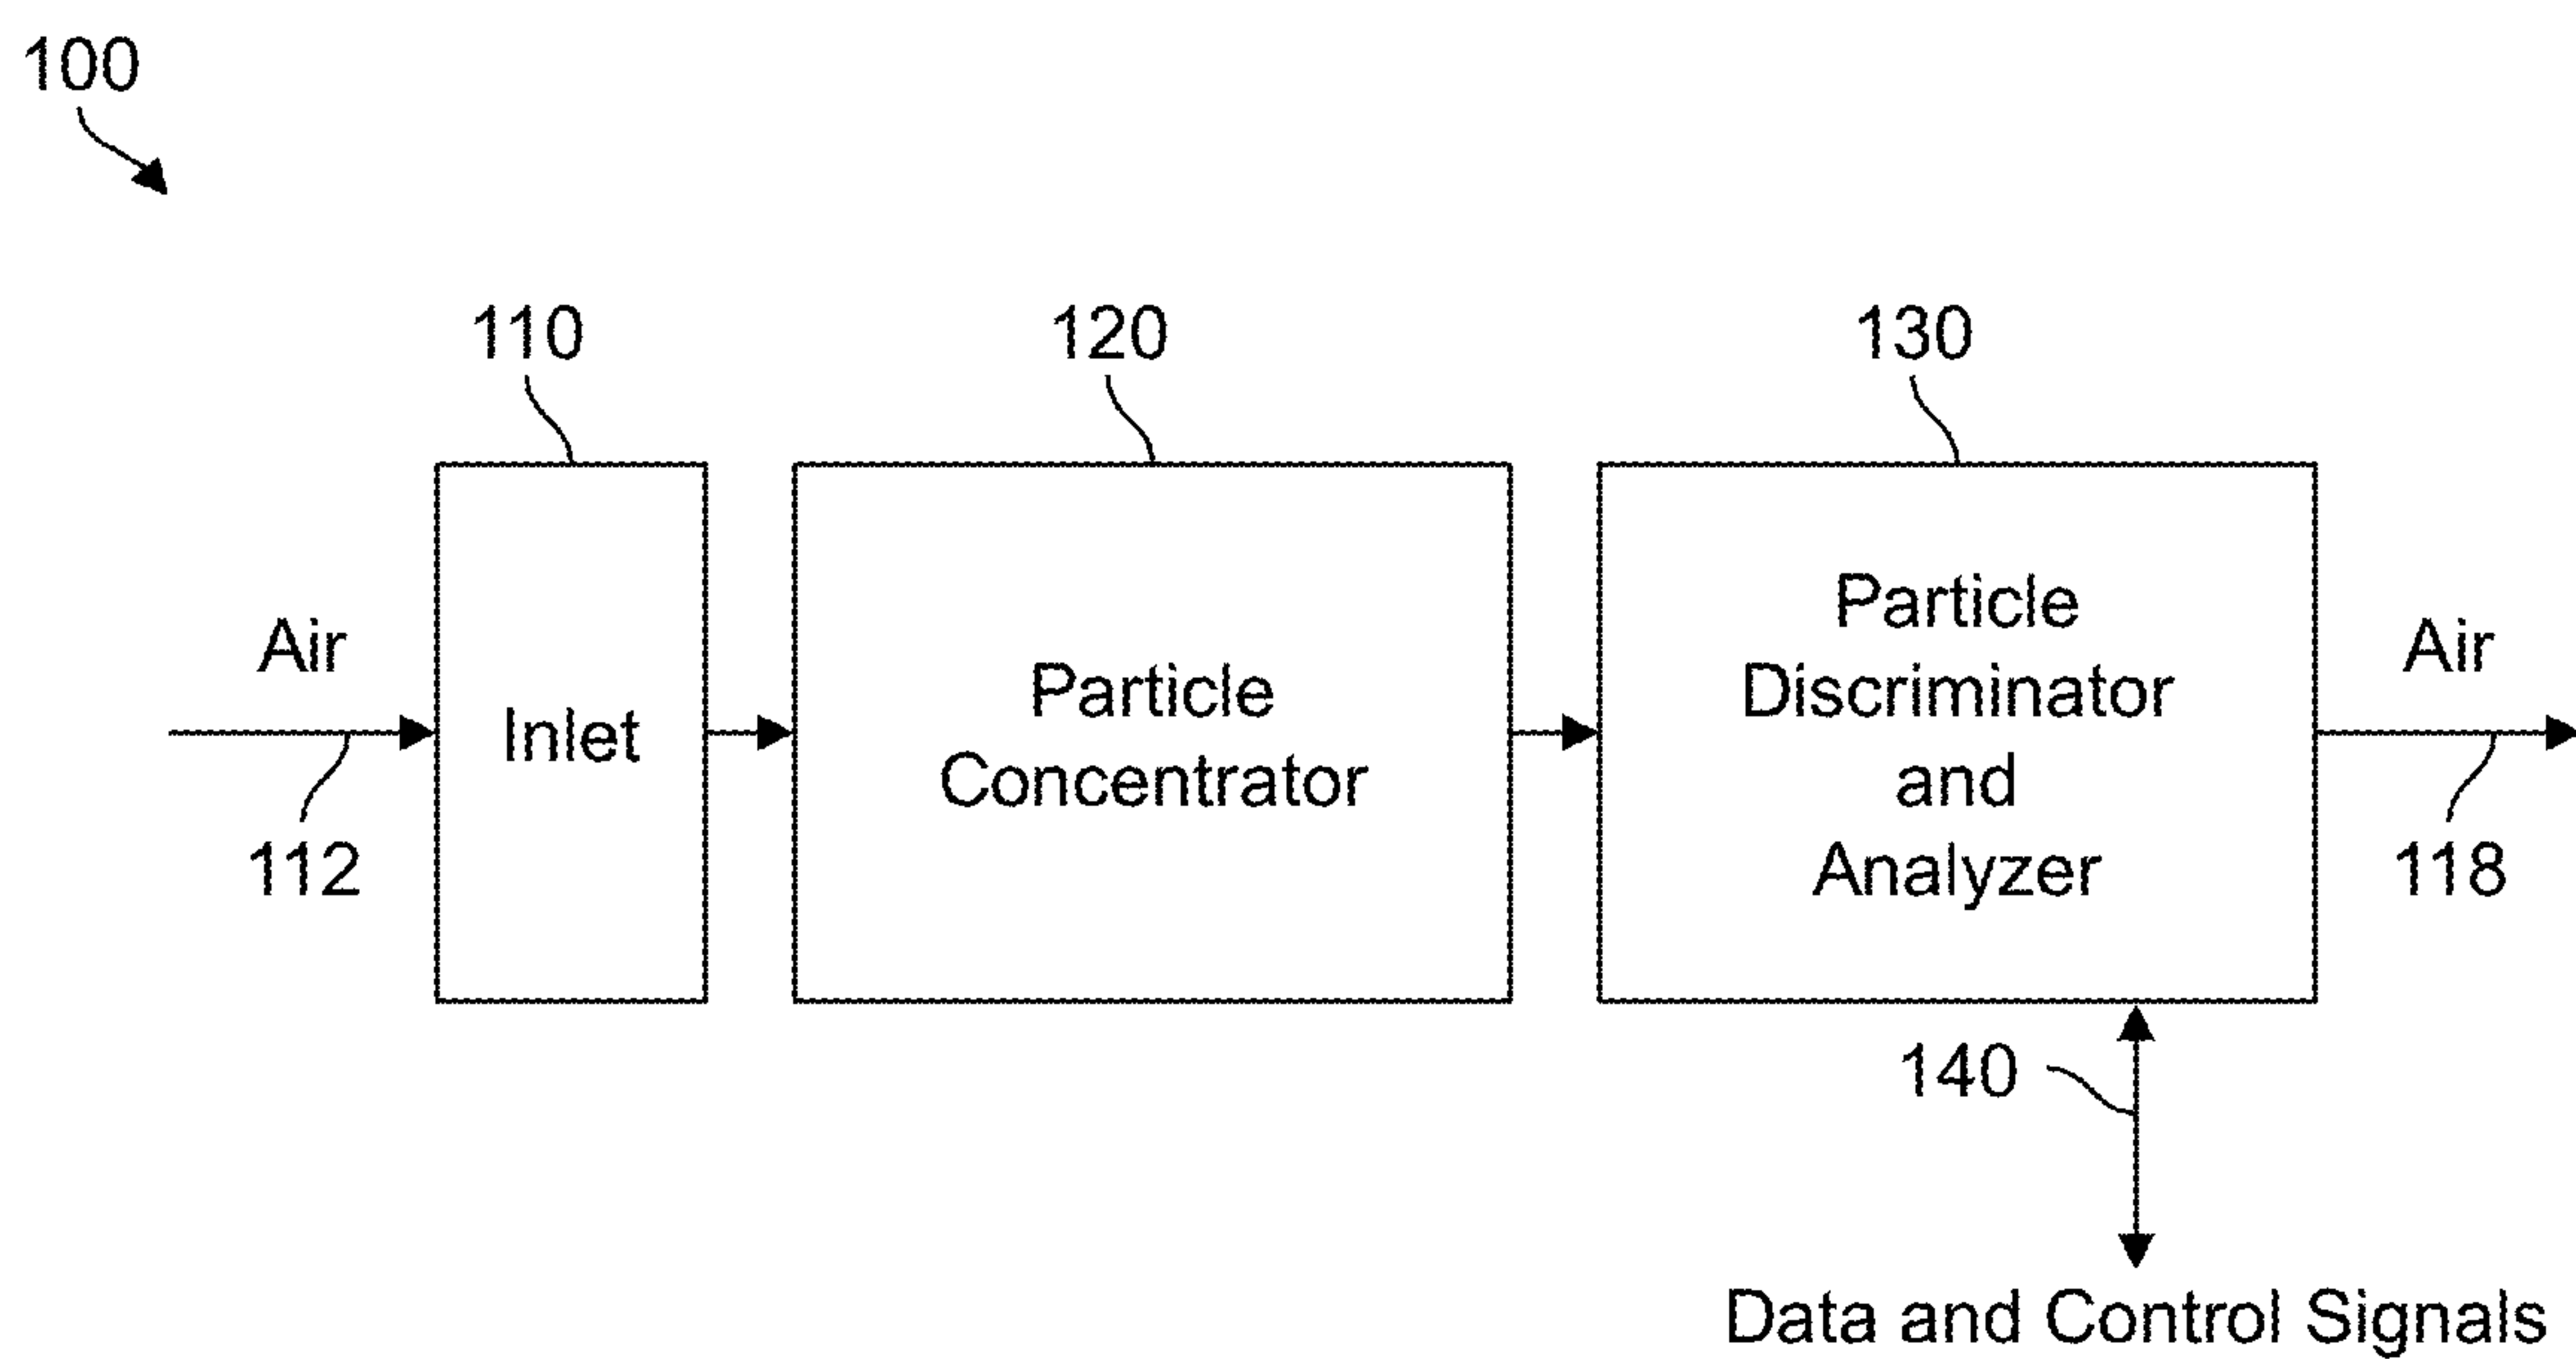 100
110
120
130
Air
Inlet
Particle
Concentrator
Particle
Discriminator
and
Analyzer
Air
112
118
140
Data and Control Signals